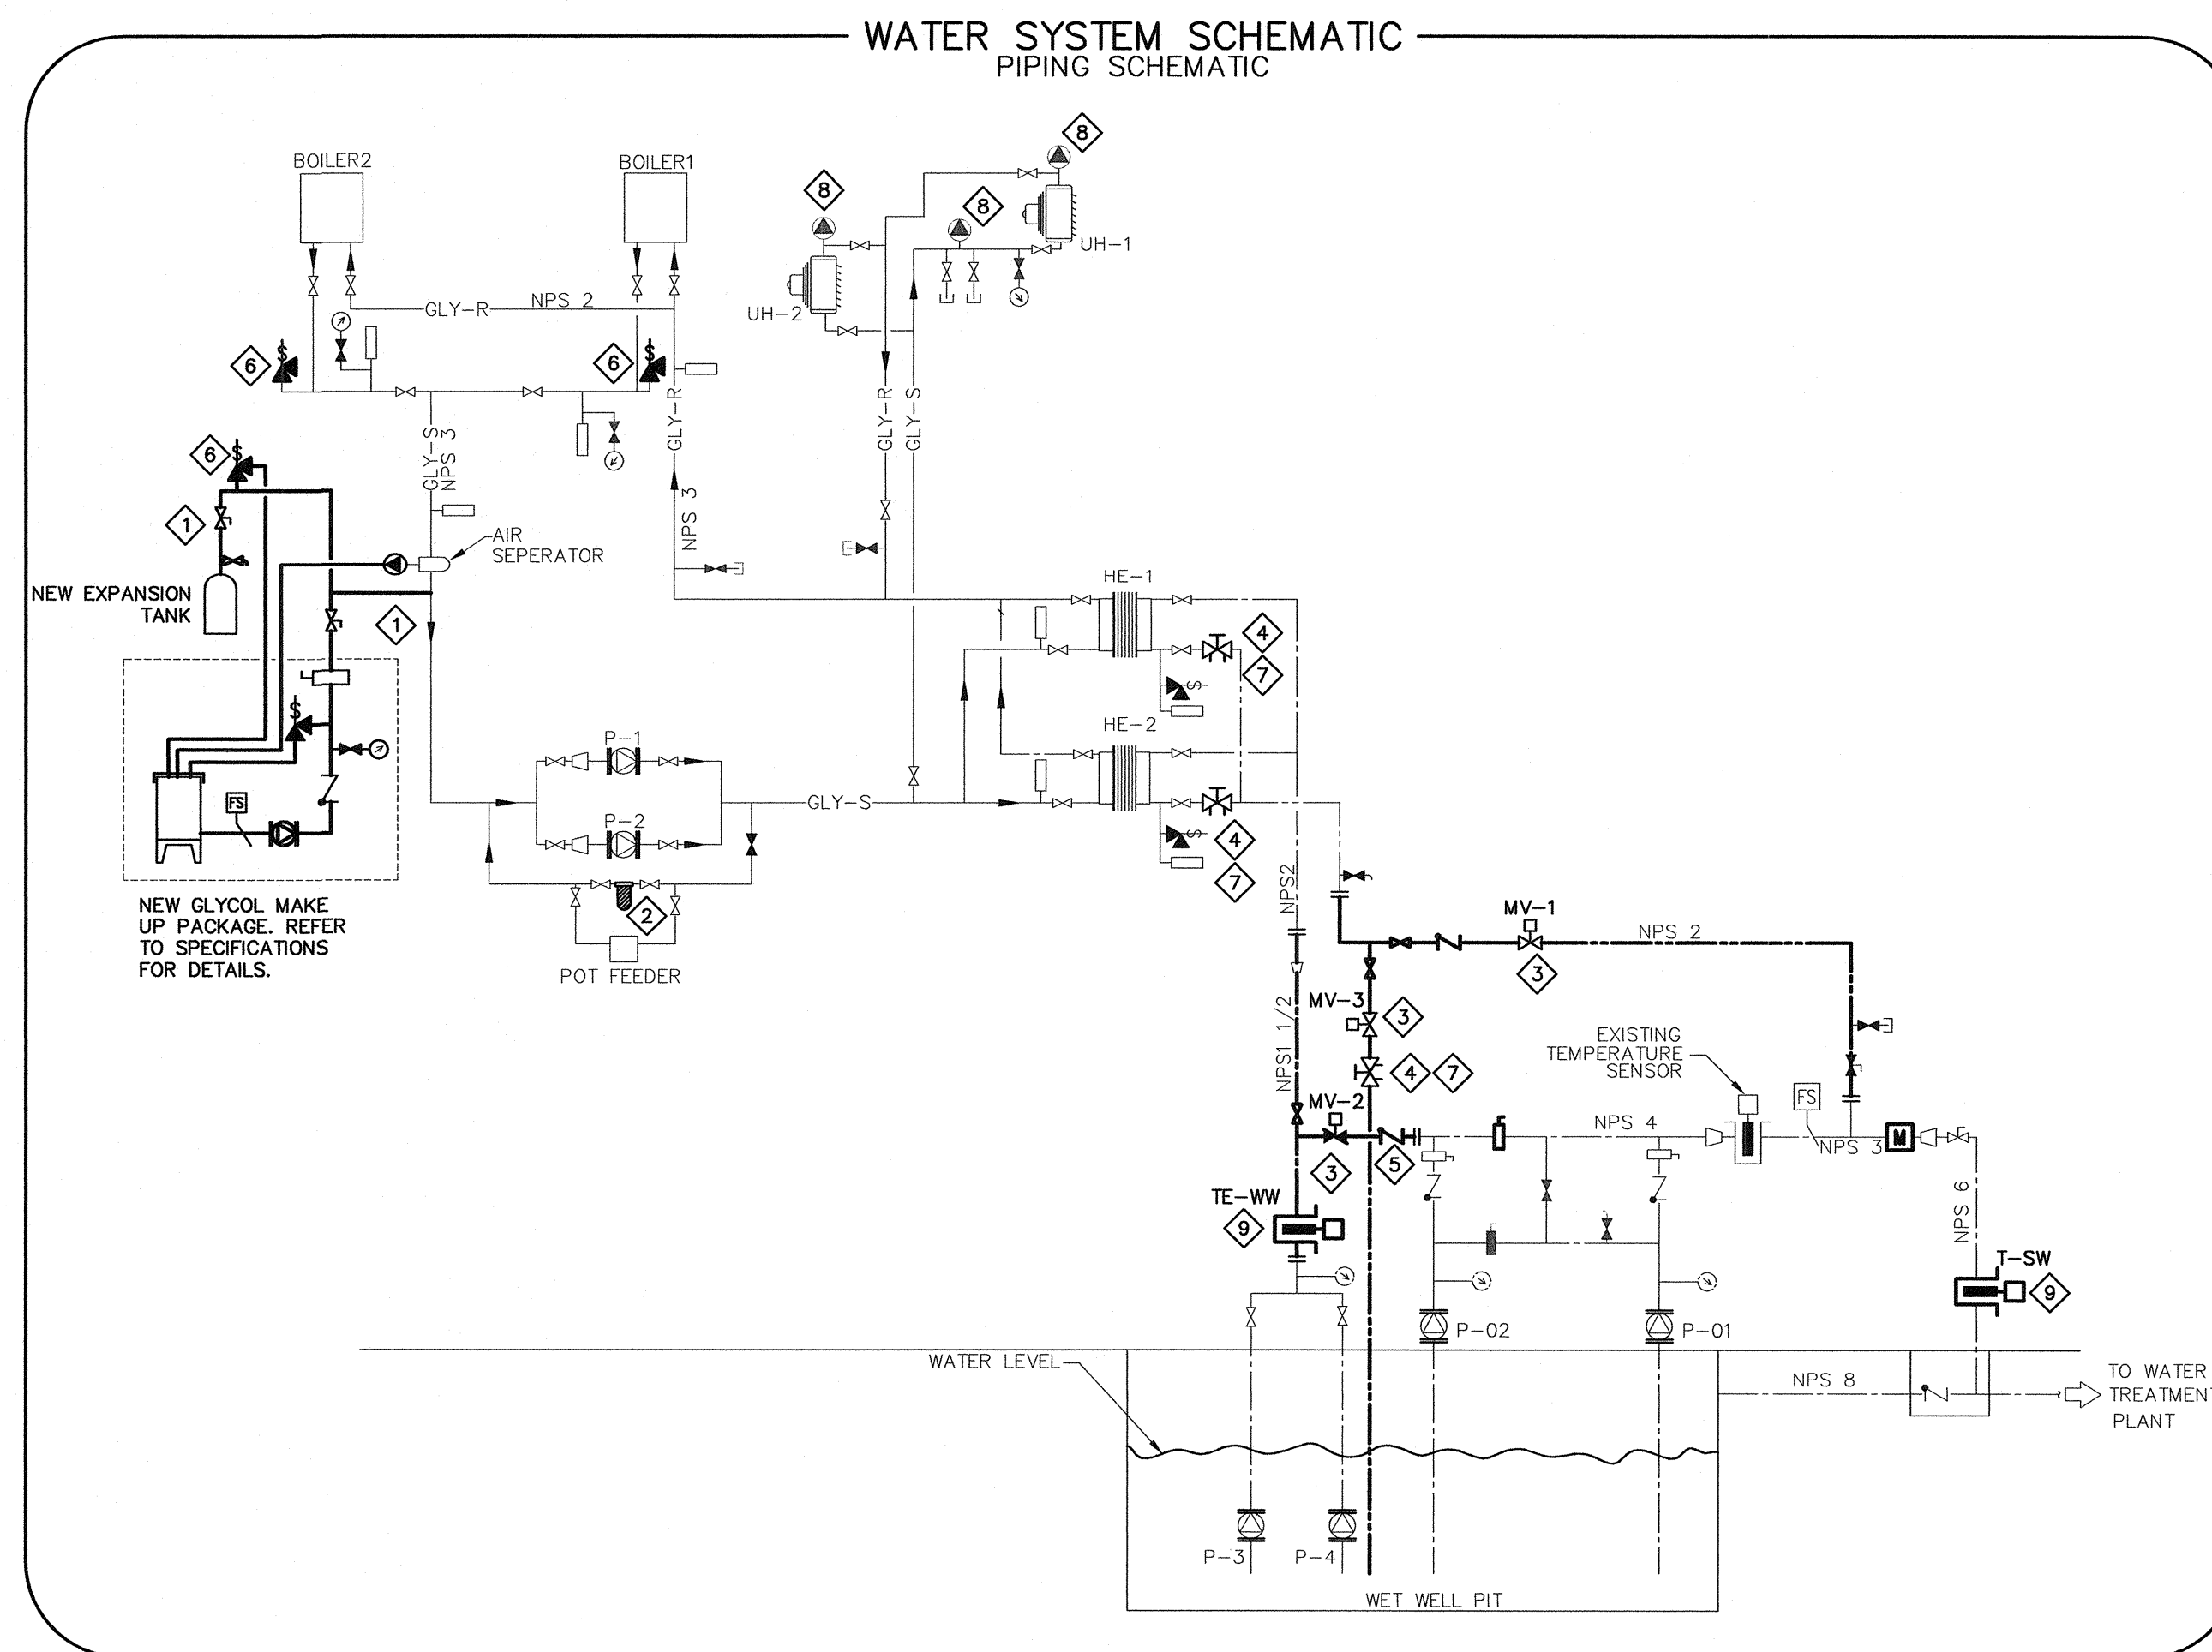 WATER SYSTEM SCHEMATIC
PIPING SCHEMATIC
8
BOILER2
BOILER1
8
8
UH-1
GLY-R
NPS 2
UH-2
6
6
GLY-R
GLY-R
GLY-S
GLY-S
NPS 3
6
1
NPS 3
AIR
SEPERATOR
NEW EXPANSION
TANK
1
HE-1
4
7
HE-2
P-1
FS
GLY-S
P-2
4
7
NEW GLYCOL MAKE
UP PACKAGE. REFER
TO SPECIFICATIONS
FOR DETAILS.
2
POT FEEDER
NPS2
MV-1
NPS 2
3
MV-3
3
NPS1 1/2
EXISTING
TEMPERATURE
SENSOR
4
7
MV-2
FS
NPS 4
NPS 3
M
3
5
TE-WW
9
NPS 6
T-SW
9
P-02
P-01
WATER LEVEL
NPS 8
TO WATER
TREATMENT
PLANT
P-3
P-4
WET WELL PIT